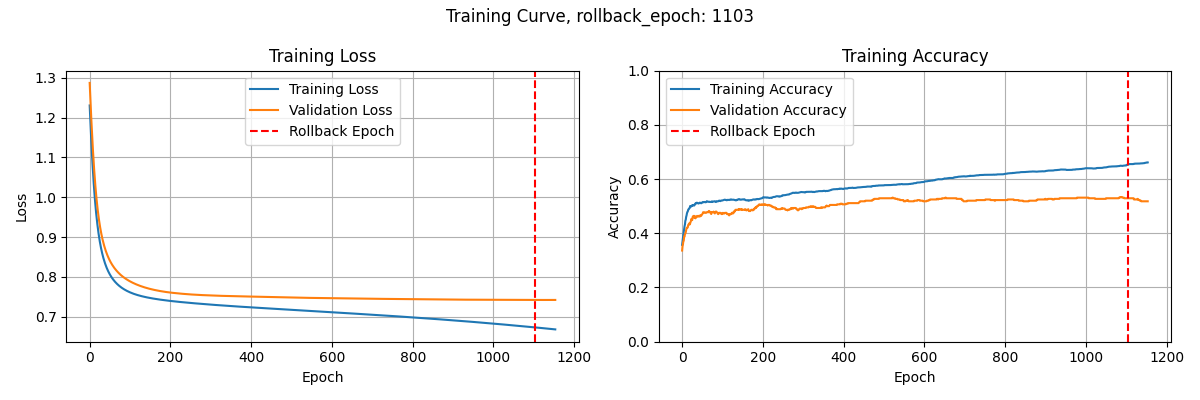 Training Curve, rollback_epoch: 1103
Training Loss
Training Loss
Validation Loss
Rollback Epoch
1.3
1.2
1.1
1.0
0.9
0.8
0.7
Loss
0 200 400 600 800 1000 1200
Epoch
Training Accuracy
Training Accuracy
Validation Accuracy
Rollback Epoch
1.0
0.8
0.6
0.4
0.2
0.0
Accuracy
0 200 400 600 800 1000 1200
Epoch